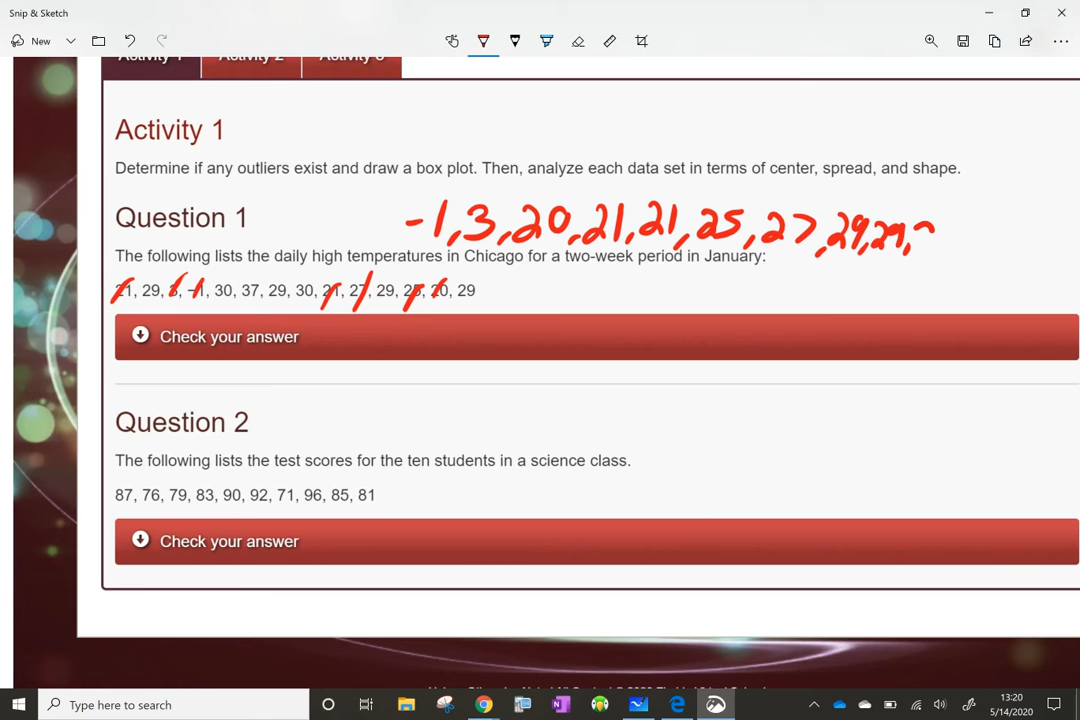 Snip & Sketch
New
Activity 1 Activity 2 Activity 3
Activity 1
Determine if any outliers exist and draw a box plot. Then, analyze each data set in terms of center, spread, and shape.
-1, 3, 20, 21, 21, 25, 27, 29, 29,
Question 1
The following lists the daily high temperatures in Chicago for a two-week period in January:
21, 29, 3, -1, 30, 37, 29, 30, 21, 27, 29, 25, 20, 29
Check your answer
Question 2
The following lists the test scores for the ten students in a science class.
87, 76, 79, 83, 90, 92, 71, 96, 85, 81
Check your answer
Type here to search
13:20
5/14/2020